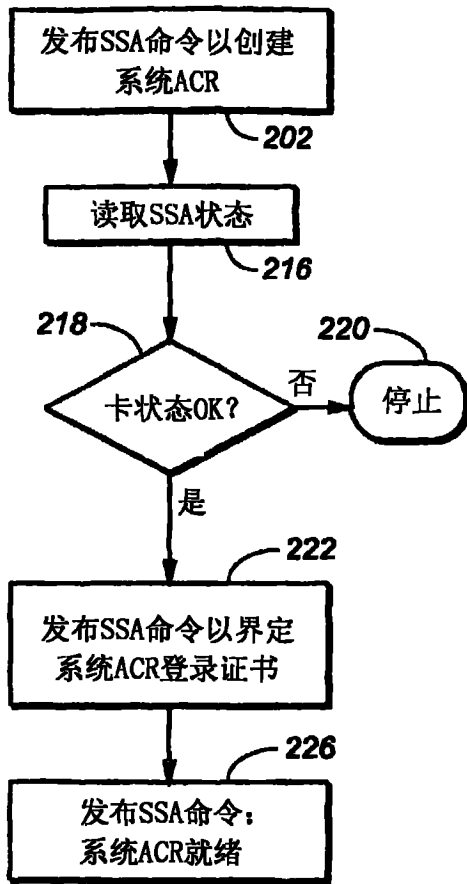 发布SSA命令以创建
系统ACR
202
读取SSA状态
216
218
220
卡状态OK?
否
停止
是
222
发布SSA命令以界定
系统ACR登录证书
226
发布SSA命令:
系统ACR就绪